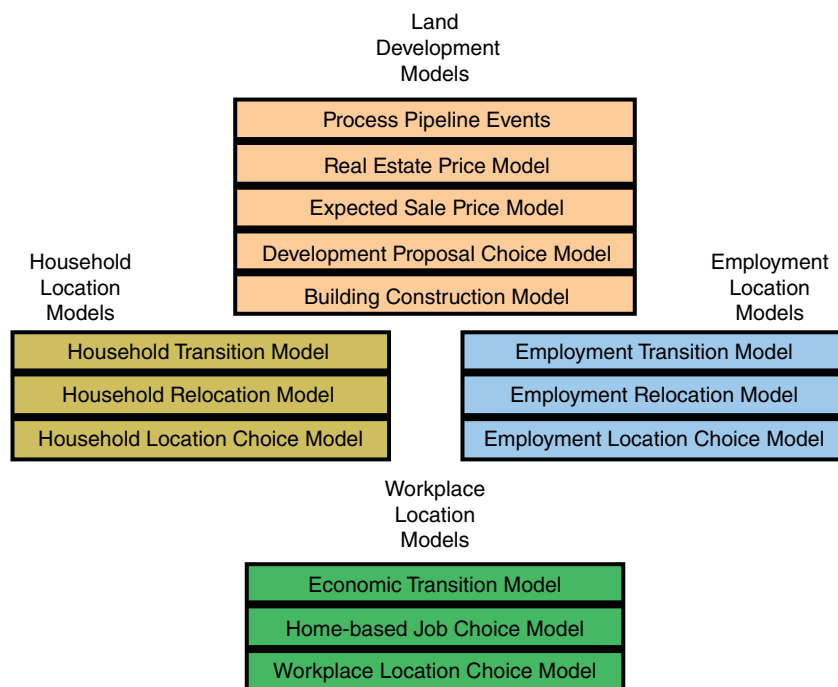 Land
Development
Models
Process Pipeline Events
Real Estate Price Model
Expected Sale Price Model
Development Proposal Choice Model
Building Construction Model
Household
Location
Models
Household Transition Model
Household Relocation Model
Household Location Choice Model
Employment
Location
Models
Employment Transition Model
Employment Relocation Model
Employment Location Choice Model
Workplace
Location
Models
Economic Transition Model
Home-based Job Choice Model
Workplace Location Choice Model